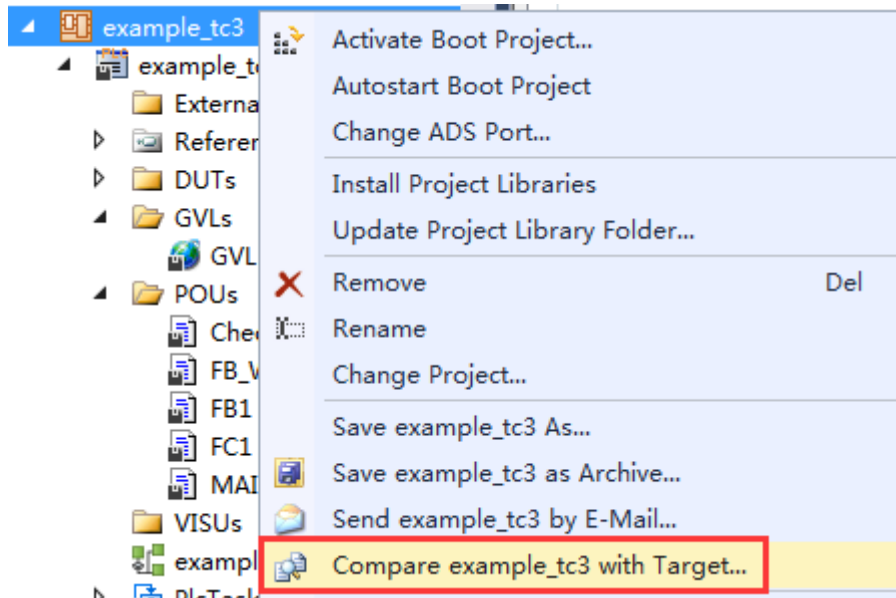 example_tc3
example_t
Externa
Referer
DUTs
GVLs
GVL
POUs
Che
FB_V
FB1
FC1
MAI
VISUs
exampl
Activate Boot Project...
Autostart Boot Project
Change ADS Port...
Install Project Libraries
Update Project Library Folder...
Remove Del
Rename
Change Project...
Save example_tc3 As...
Save example_tc3 as Archive...
Send example_tc3 by E-Mail...
Compare example_tc3 with Target...